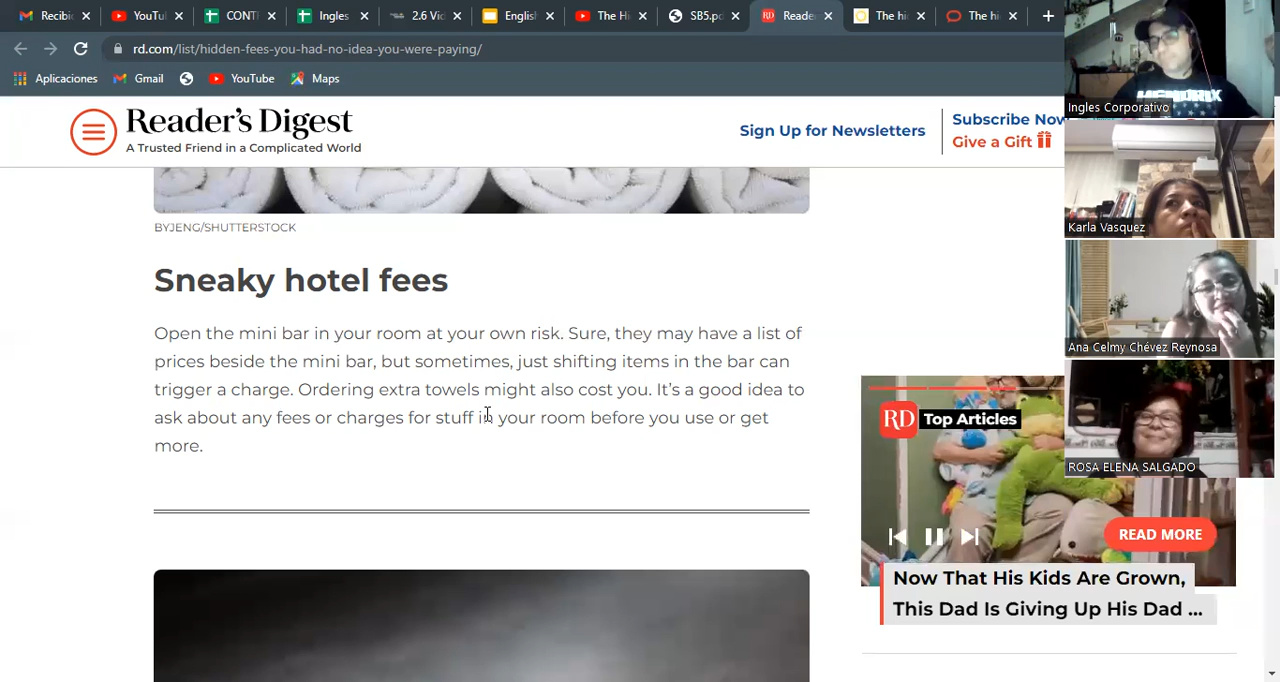 Recibic
YouTu
CONTI
Ingles
2.6 Vic
English
The Hi
SB5.pd
Reade
The hi
The hi
rd.com/list/hidden-fees-you-had-no-idea-you-were-paying/
Aplicaciones
Gmail
YouTube
Maps
Reader's Digest
A Trusted Friend in a Complicated World
Sign Up for Newsletters
Subscribe Now
Give a Gift
BYJENG/SHUTTERSTOCK
Sneaky hotel fees
Open the mini bar in your room at your own risk. Sure, they may have a list of
prices beside the mini bar, but sometimes, just shifting items in the bar can
trigger a charge. Ordering extra towels might also cost you. It's a good idea to
ask about any fees or charges for stuff in your room before you use or get
more.
RD Top Articles
READ MORE
Now That His Kids Are Grown,
This Dad Is Giving Up His Dad ...
Ingles Corporativo
Karla Vasquez
Ana Celmy Chévez Reynosa
ROSA ELENA SALGADO